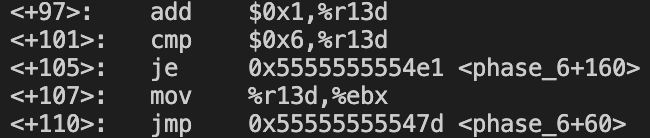 <+97>: add $0x1,%r13d
<+101>: cmp $0x6,%r13d
<+105>: je 0x5555555554e1 <phase_6+160>
<+107>: mov %r13d,%ebx
<+110>: jmp 0x55555555547d <phase_6+60>